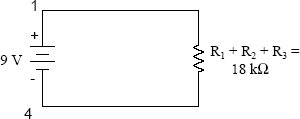 1
+
9 V
-
R₁ + R₂ + R₃ =
18 kΩ
4